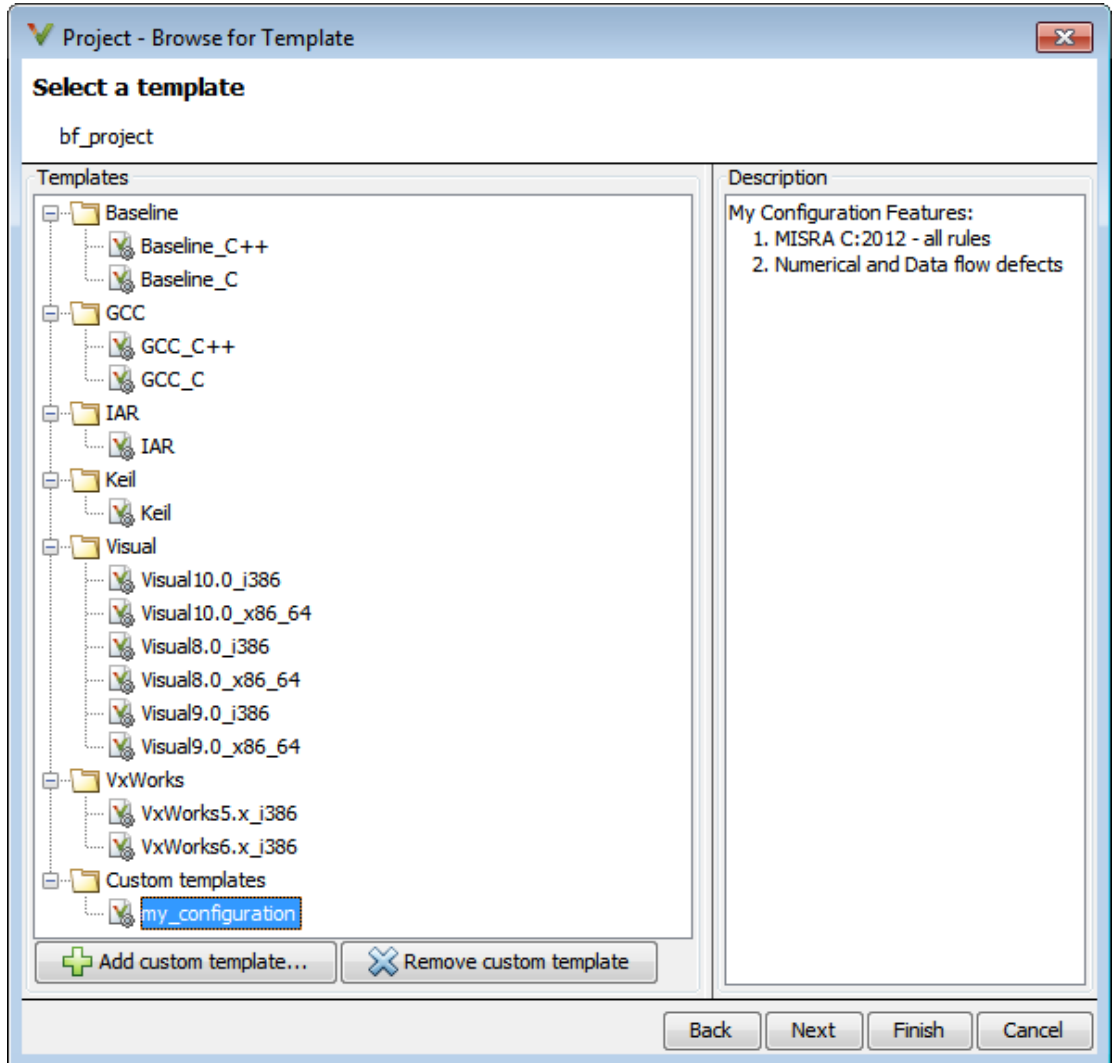 Project - Browse for Template
Select a template
bf_project
Templates
Baseline
Baseline_C++
Baseline_C
GCC
GCC_C++
GCC_C
IAR
IAR
Keil
Keil
Visual
Visual10.0_i386
Visual10.0_x86_64
Visual8.0_i386
Visual8.0_x86_64
Visual9.0_i386
Visual9.0_x86_64
VxWorks
VxWorks5.x_i386
VxWorks6.x_i386
Custom templates
my_configuration
Add custom template... Remove custom template
Description
My Configuration Features:
1. MISRA C:2012 - all rules
2. Numerical and Data flow defects
Back Next Finish Cancel